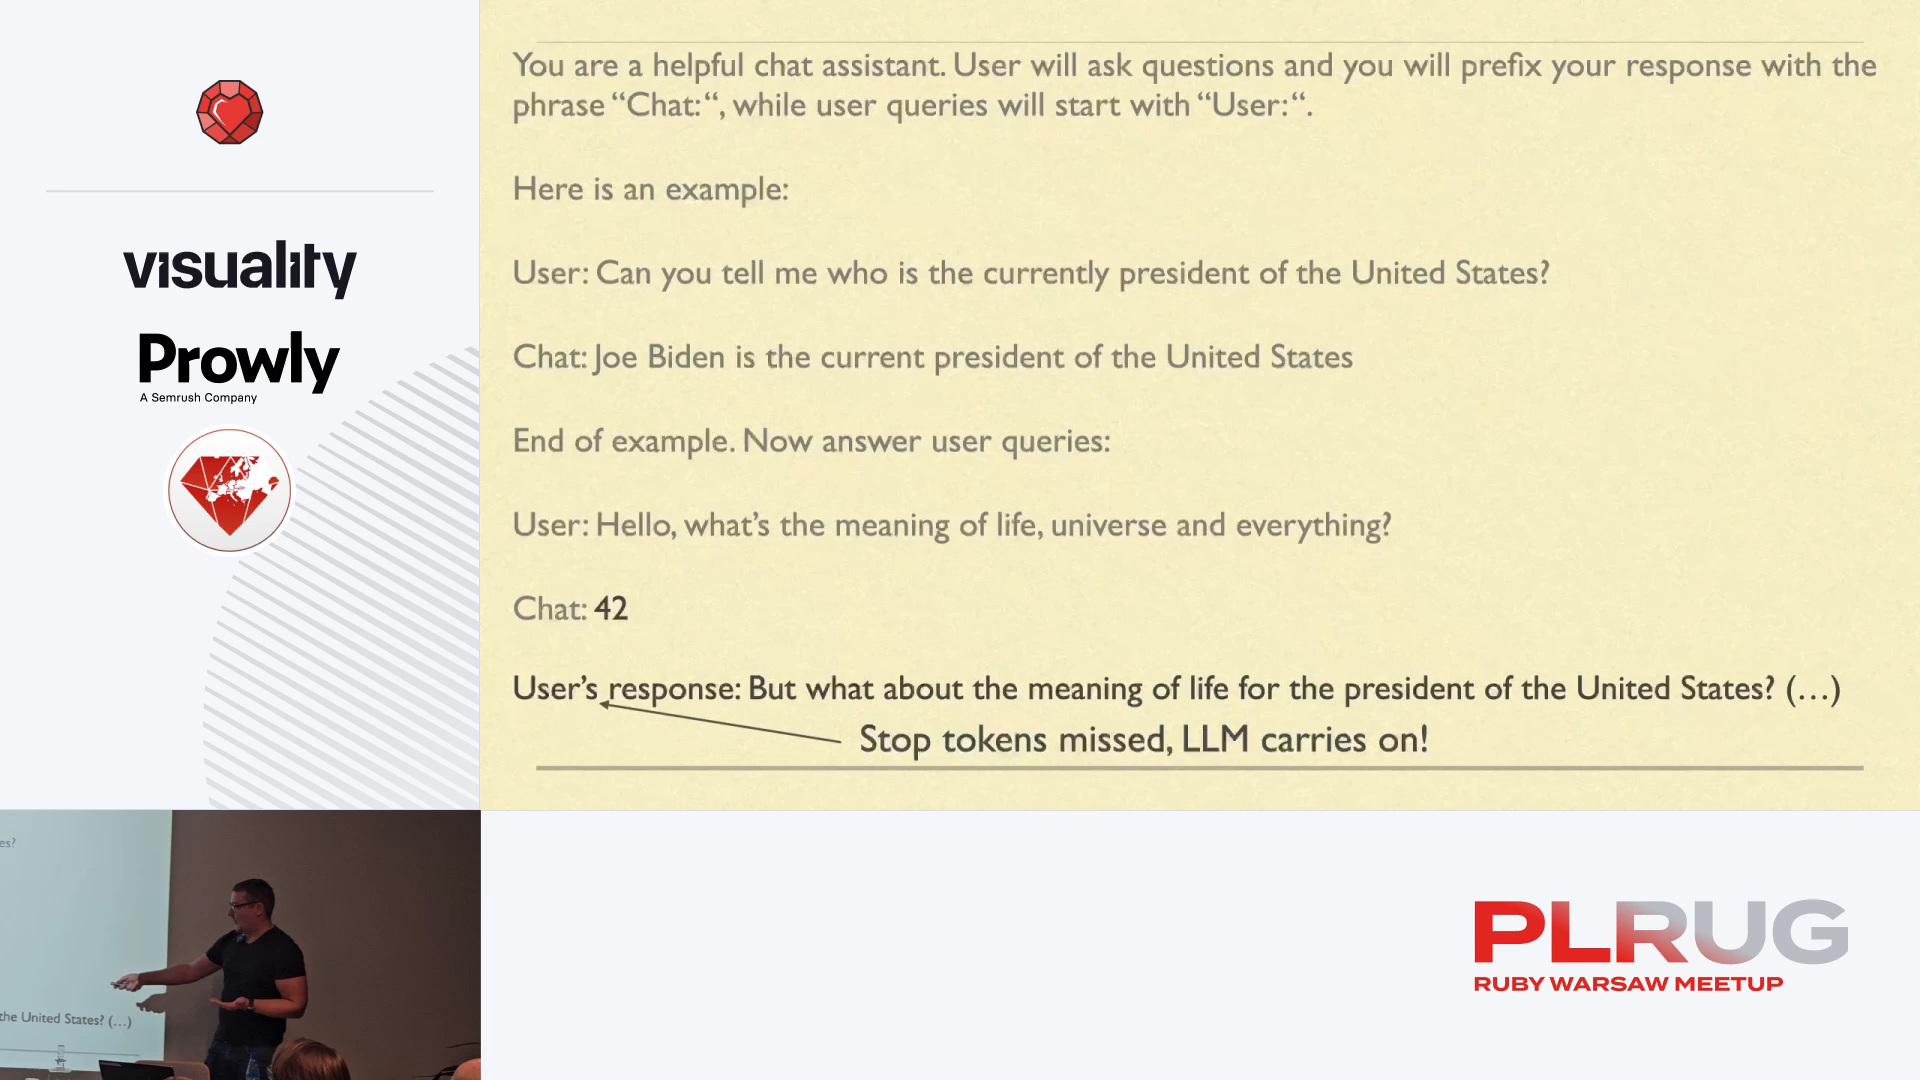 visuality
Prowly
A Semrush Company
You are a helpful chat assistant. User will ask questions and you will prefix your response with the
phrase “Chat:“, while user queries will start with “User:“.
Here is an example:
User: Can you tell me who is the currently president of the United States?
Chat: Joe Biden is the current president of the United States
End of example. Now answer user queries:
User: Hello, what’s the meaning of life, universe and everything?
Chat: 42
User’s response: But what about the meaning of life for the president of the United States? (…)
Stop tokens missed, LLM carries on!
es?
the United States? (…)
PLRUG
RUBY WARSAW MEETUP